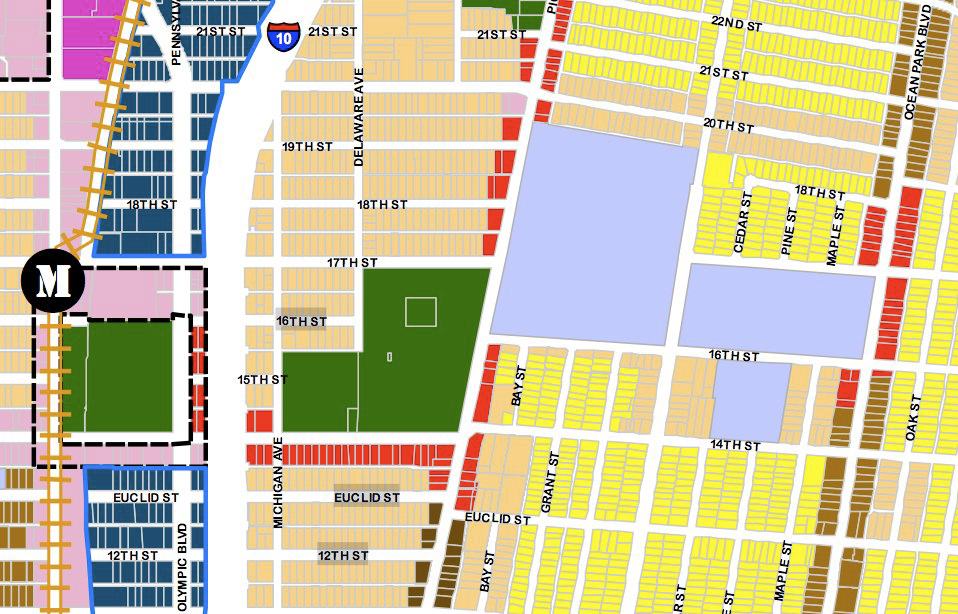 PENNSYLV
21ST ST
10
21ST ST
21ST ST
PI
22ND ST
OCEAN PARK BLVD
21ST ST
DELAWARE AVE
20TH ST
19TH ST
18TH ST
18TH ST
18TH ST
CEDAR ST
PINE ST
MAPLE ST
M
17TH ST
16TH ST
16TH ST
15TH ST
BAY ST
OAK ST
14TH ST
MICHIGAN AVE
GRANT ST
EUCLID ST
EUCLID ST
EUCLID ST
12TH ST
12TH ST
OLYMPIC BLVD
BAY ST
MAPLE ST
R ST
E ST